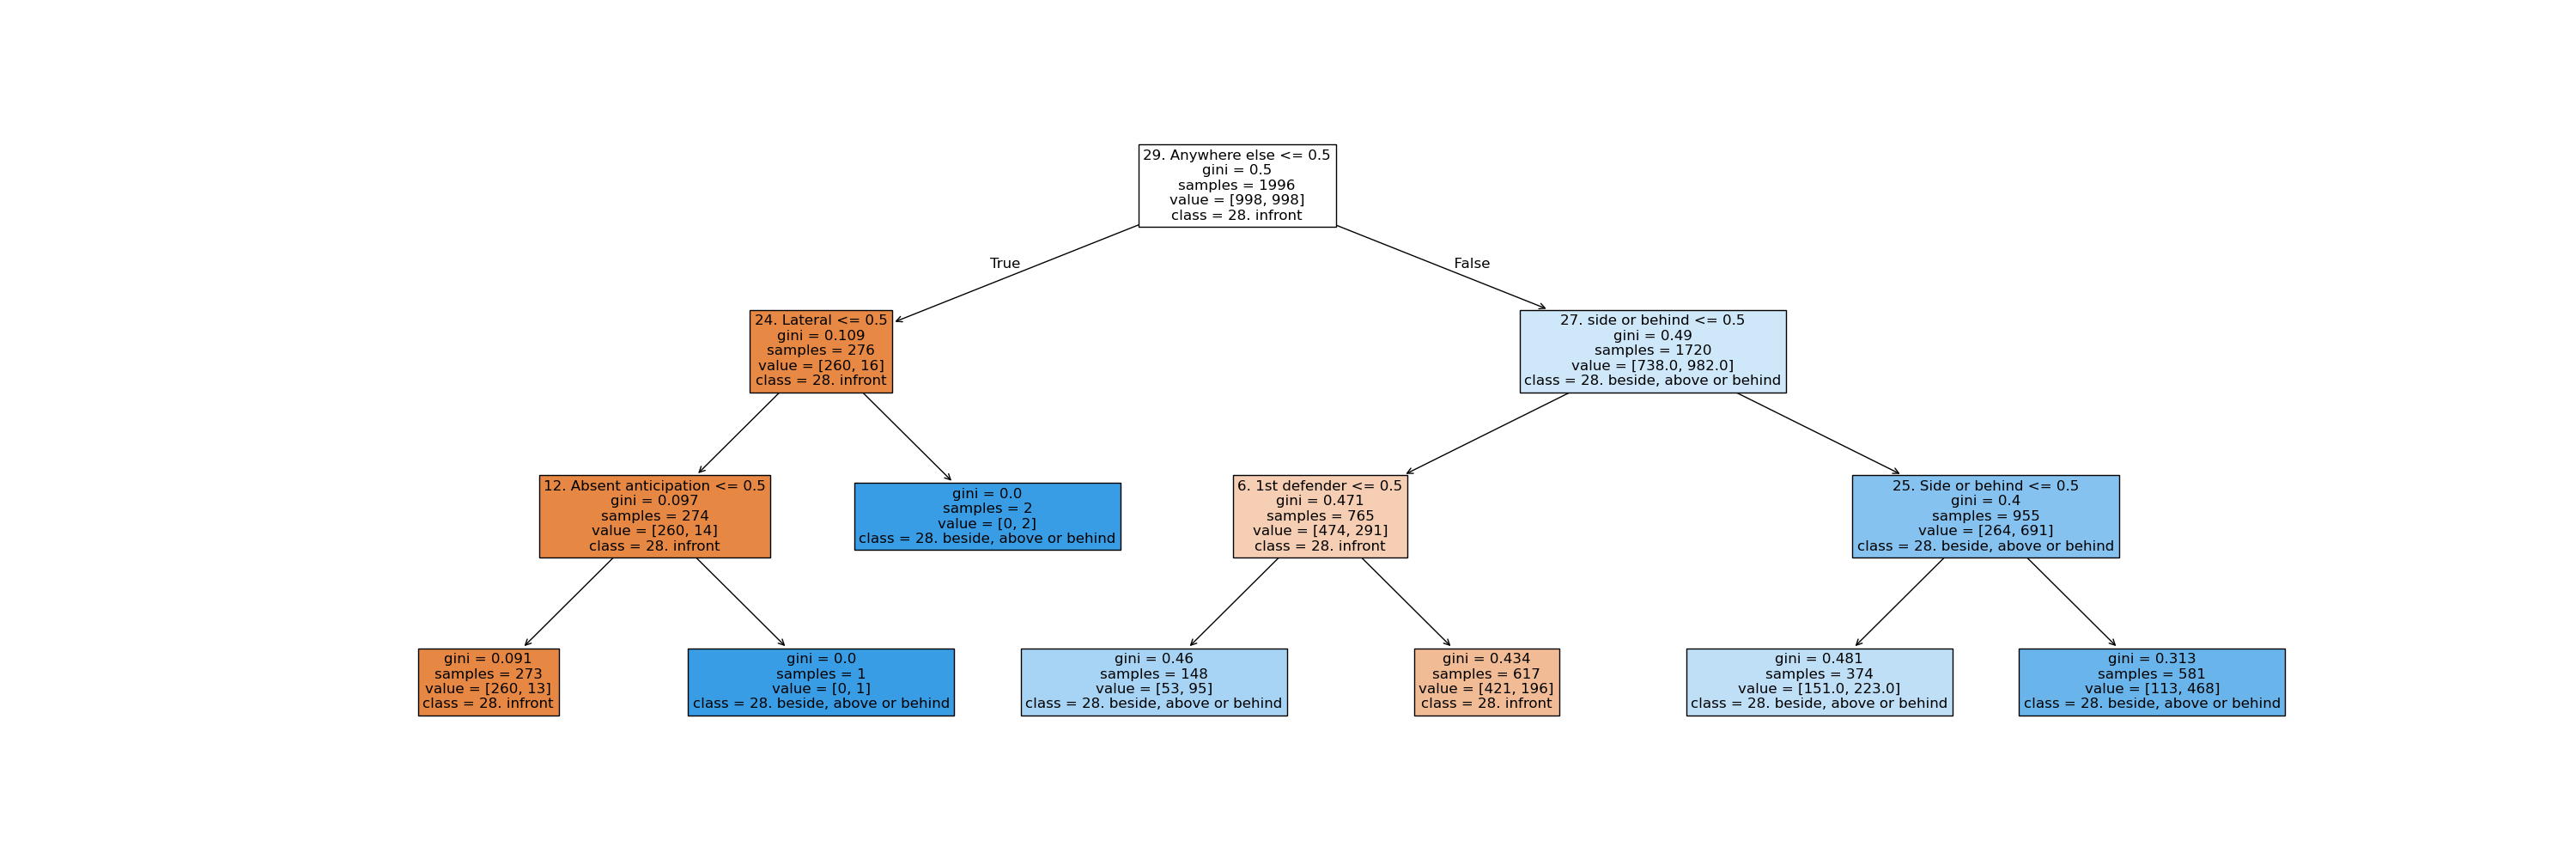 29. Anywhere else <= 0.5
gini = 0.5
samples = 1996
value = [998, 998]
class = 28. infront
True
False
24. Lateral <= 0.5
gini = 0.109
samples = 276
value = [260, 16]
class = 28. infront
27. side or behind <= 0.5
gini = 0.49
samples = 1720
value = [738.0, 982.0]
class = 28. beside, above or behind
12. Absent anticipation <= 0.5
gini = 0.097
samples = 274
value = [260, 14]
class = 28. infront
gini = 0.0
samples = 2
value = [0, 2]
class = 28. beside, above or behind
6. 1st defender <= 0.5
gini = 0.471
samples = 765
value = [474, 291]
class = 28. infront
25. Side or behind <= 0.5
gini = 0.4
samples = 955
value = [264, 691]
class = 28. beside, above or behind
gini = 0.091
samples = 273
value = [260, 13]
class = 28. infront
gini = 0.0
samples = 1
value = [0, 1]
class = 28. beside, above or behind
gini = 0.46
samples = 148
value = [53, 95]
class = 28. beside, above or behind
gini = 0.434
samples = 617
value = [421, 196]
class = 28. infront
gini = 0.481
samples = 374
value = [151.0, 223.0]
class = 28. beside, above or behind
gini = 0.313
samples = 581
value = [113, 468]
class = 28. beside, above or behind